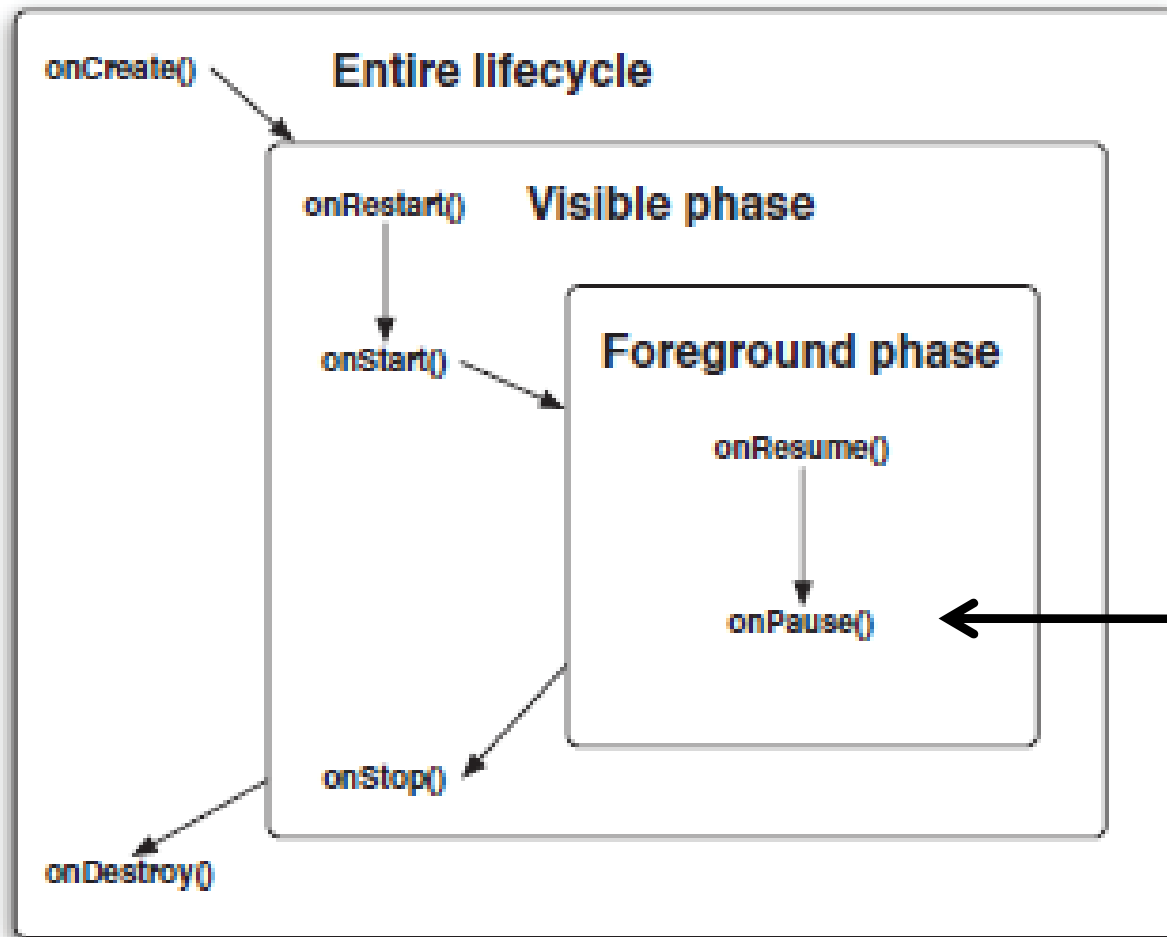 onCreate()
Entire lifecycle
onRestart()
Visible phase
onStart()
Foreground phase
onResume()
onPause()
onStop()
onDestroy()